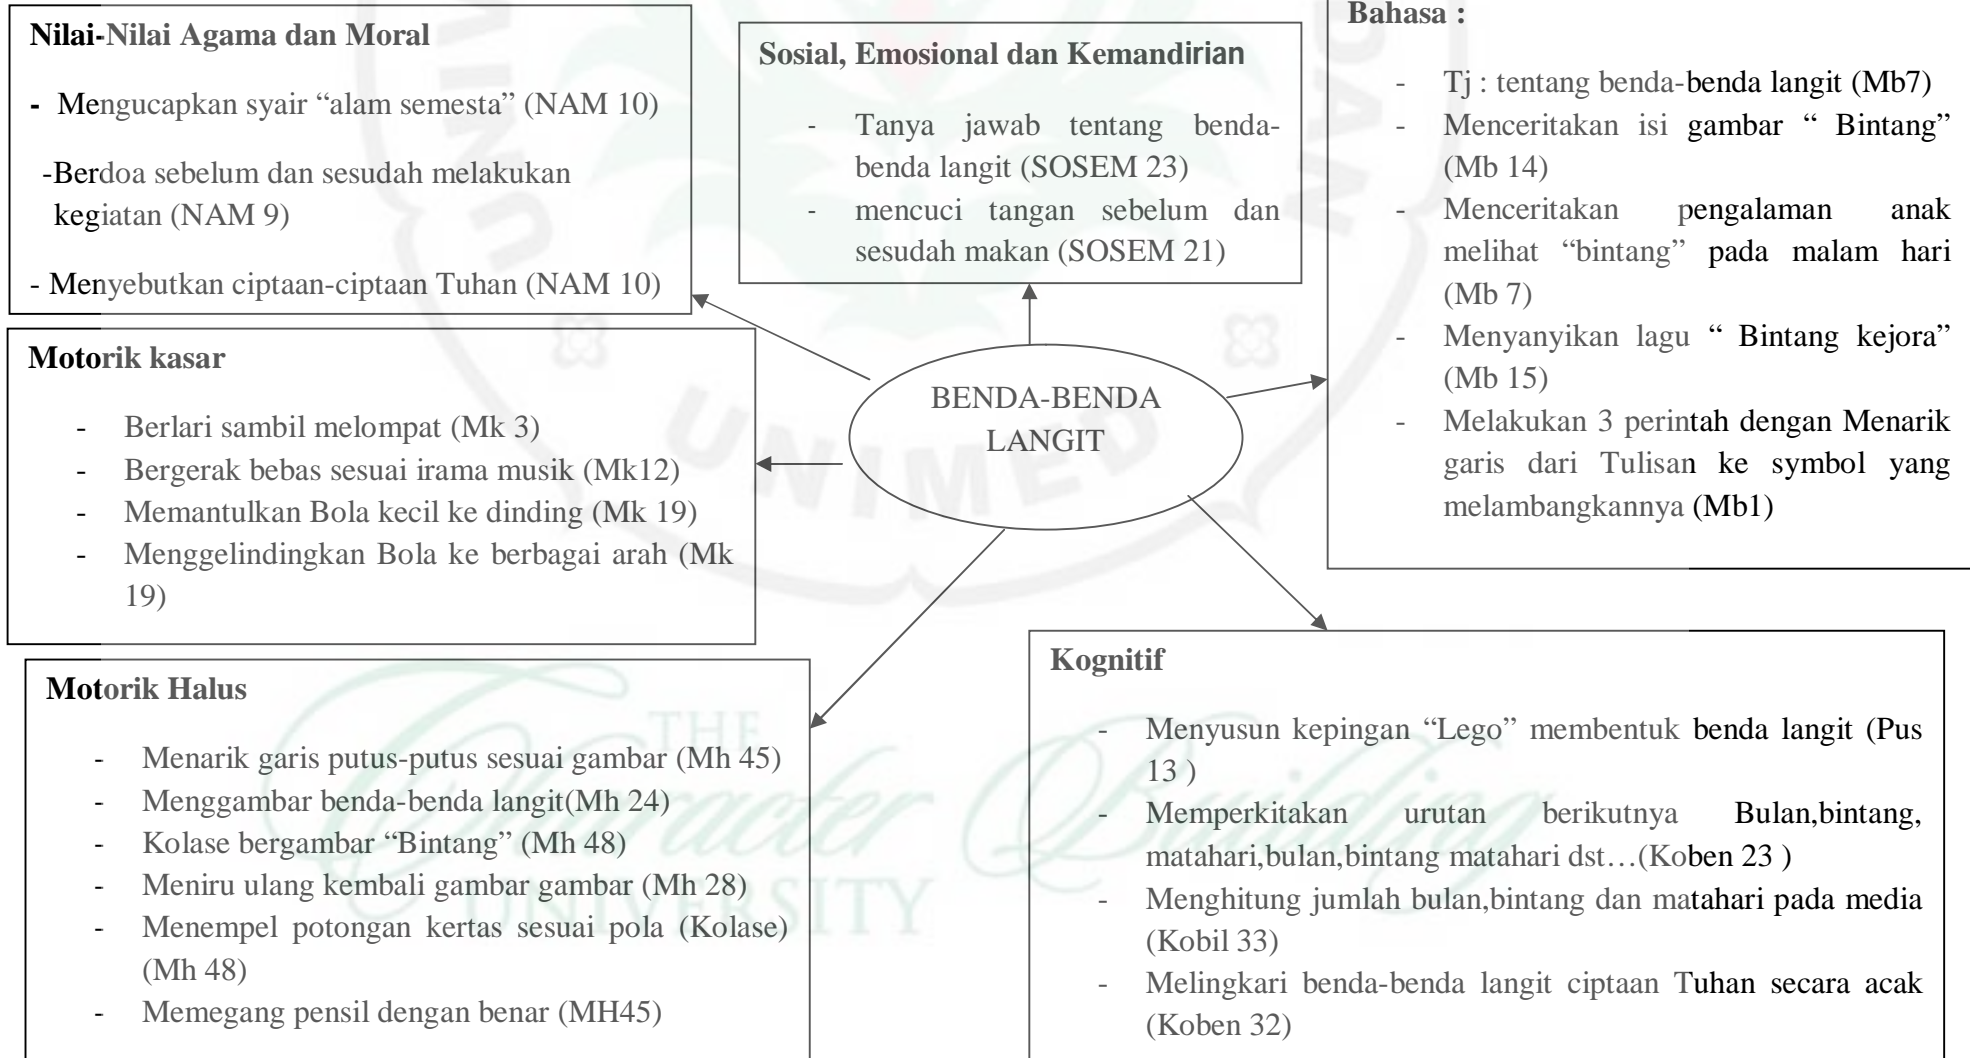 Nilai-Nilai Agama dan Moral
- Mengucapkan syair “alam semesta” (NAM 10)
-Berdoa sebelum dan sesudah melakukan
kegiatan (NAM 9)
- Menyebutkan ciptaan-ciptaan Tuhan (NAM 10)
Sosial, Emosional dan Kemandirian
- Tanya jawab tentang benda-
benda langit (SOSEM 23)
- mencuci tangan sebelum dan
sesudah makan (SOSEM 21)
Bahasa :
- Tj : tentang benda-benda langit (Mb7)
- Menceritakan isi gambar “ Bintang”
(Mb 14)
- Menceritakan pengalaman anak
melihat “bintang” pada malam hari
(Mb 7)
- Menyanyikan lagu “ Bintang kejora”
(Mb 15)
- Melakukan 3 perintah dengan Menarik
garis dari Tulisan ke symbol yang
melambangkannya (Mb1)
Motorik kasar
- Berlari sambil melompat (Mk 3)
- Bergerak bebas sesuai irama musik (Mk12)
- Memantulkan Bola kecil ke dinding (Mk 19)
- Menggelindingkan Bola ke berbagai arah (Mk
19)
BENDA-BENDA
LANGIT
Motorik Halus
- Menarik garis putus-putus sesuai gambar (Mh 45)
- Menggambar benda-benda langit(Mh 24)
- Kolase bergambar “Bintang” (Mh 48)
- Meniru ulang kembali gambar gambar (Mh 28)
- Menempel potongan kertas sesuai pola (Kolase)
(Mh 48)
- Memegang pensil dengan benar (MH45)
Kognitif
- Menyusun kepingan “Lego” membentuk benda langit (Pus
13 )
- Memperkitakan urutan berikutnya Bulan,bintang,
matahari,bulan,bintang matahari dst…(Koben 23 )
- Menghitung jumlah bulan,bintang dan matahari pada media
(Kobil 33)
- Melingkari benda-benda langit ciptaan Tuhan secara acak
(Koben 32)
UNIMED
THE
Character Building
UNIVERSITY